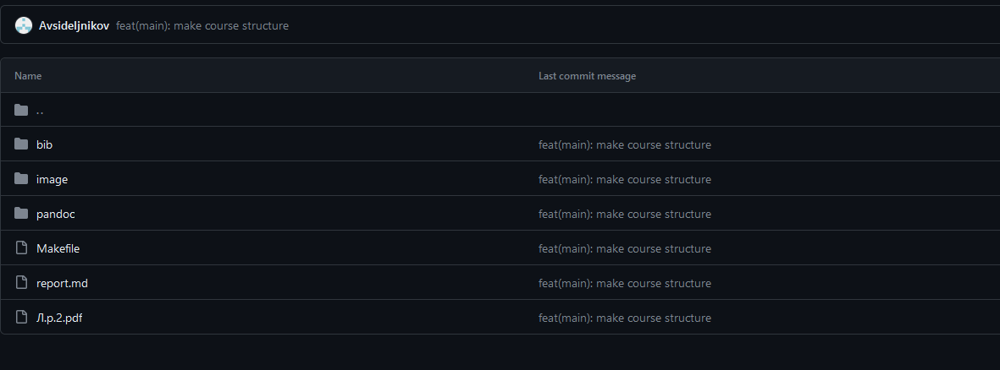 Avsideljnikov feat(main): make course structure
Name Last commit message
..
bib feat(main): make course structure
image feat(main): make course structure
pandoc feat(main): make course structure
Makefile feat(main): make course structure
report.md feat(main): make course structure
Л.р.2.pdf feat(main): make course structure